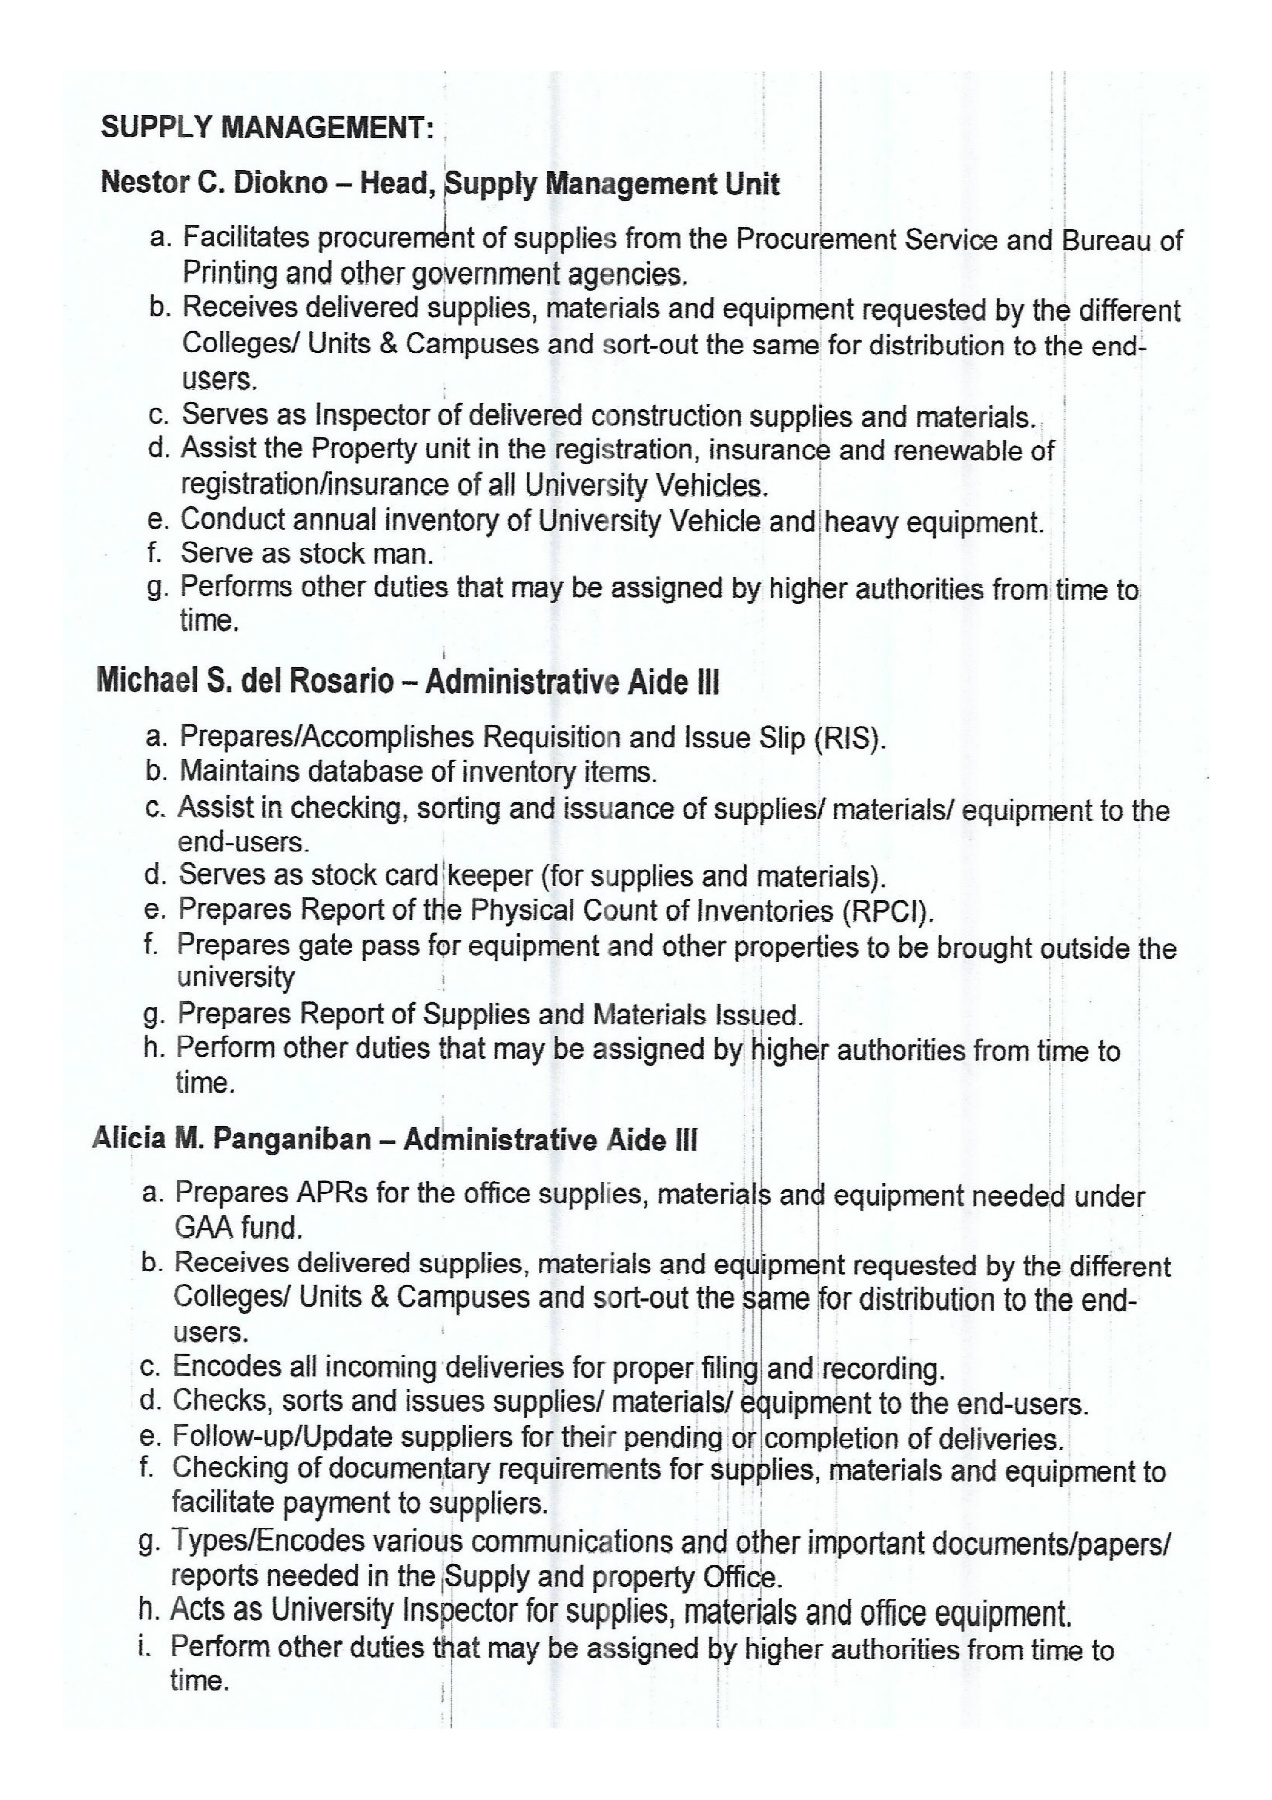 SUPPLY MANAGEMENT:
Nestor C. Diokno – Head, Supply Management Unit
a. Facilitates procurement of supplies from the Procurement Service and Bureau of
Printing and other government agencies.
b. Receives delivered supplies, materials and equipment requested by the different
Colleges/ Units & Campuses and sort-out the same for distribution to the end-
users.
c. Serves as Inspector of delivered construction supplies and materials.
d. Assist the Property unit in the registration, insurance and renewable of
registration/insurance of all University Vehicles.
e. Conduct annual inventory of University Vehicle and heavy equipment.
f. Serve as stock man.
g. Performs other duties that may be assigned by higher authorities from time to
time.
Michael S. del Rosario – Administrative Aide III
a. Prepares/Accomplishes Requisition and Issue Slip (RIS).
b. Maintains database of inventory items.
c. Assist in checking, sorting and issuance of supplies/ materials/ equipment to the
end-users.
d. Serves as stock card keeper (for supplies and materials).
e. Prepares Report of the Physical Count of Inventories (RPCI).
f. Prepares gate pass for equipment and other properties to be brought outside the
university
g. Prepares Report of Supplies and Materials Issued.
h. Perform other duties that may be assigned by higher authorities from time to
time.
Alicia M. Panganiban – Administrative Aide III
a. Prepares APRs for the office supplies, materials and equipment needed under
GAA fund.
b. Receives delivered supplies, materials and equipment requested by the different
Colleges/ Units & Campuses and sort-out the same for distribution to the end-
users.
c. Encodes all incoming deliveries for proper filing and recording.
d. Checks, sorts and issues supplies/ materials/ equipment to the end-users.
e. Follow-up/Update suppliers for their pending or completion of deliveries.
f. Checking of documentary requirements for supplies, materials and equipment to
facilitate payment to suppliers.
g. Types/Encodes various communications and other important documents/papers/
reports needed in the Supply and property Office.
h. Acts as University Inspector for supplies, materials and office equipment.
i. Perform other duties that may be assigned by higher authorities from time to
time.